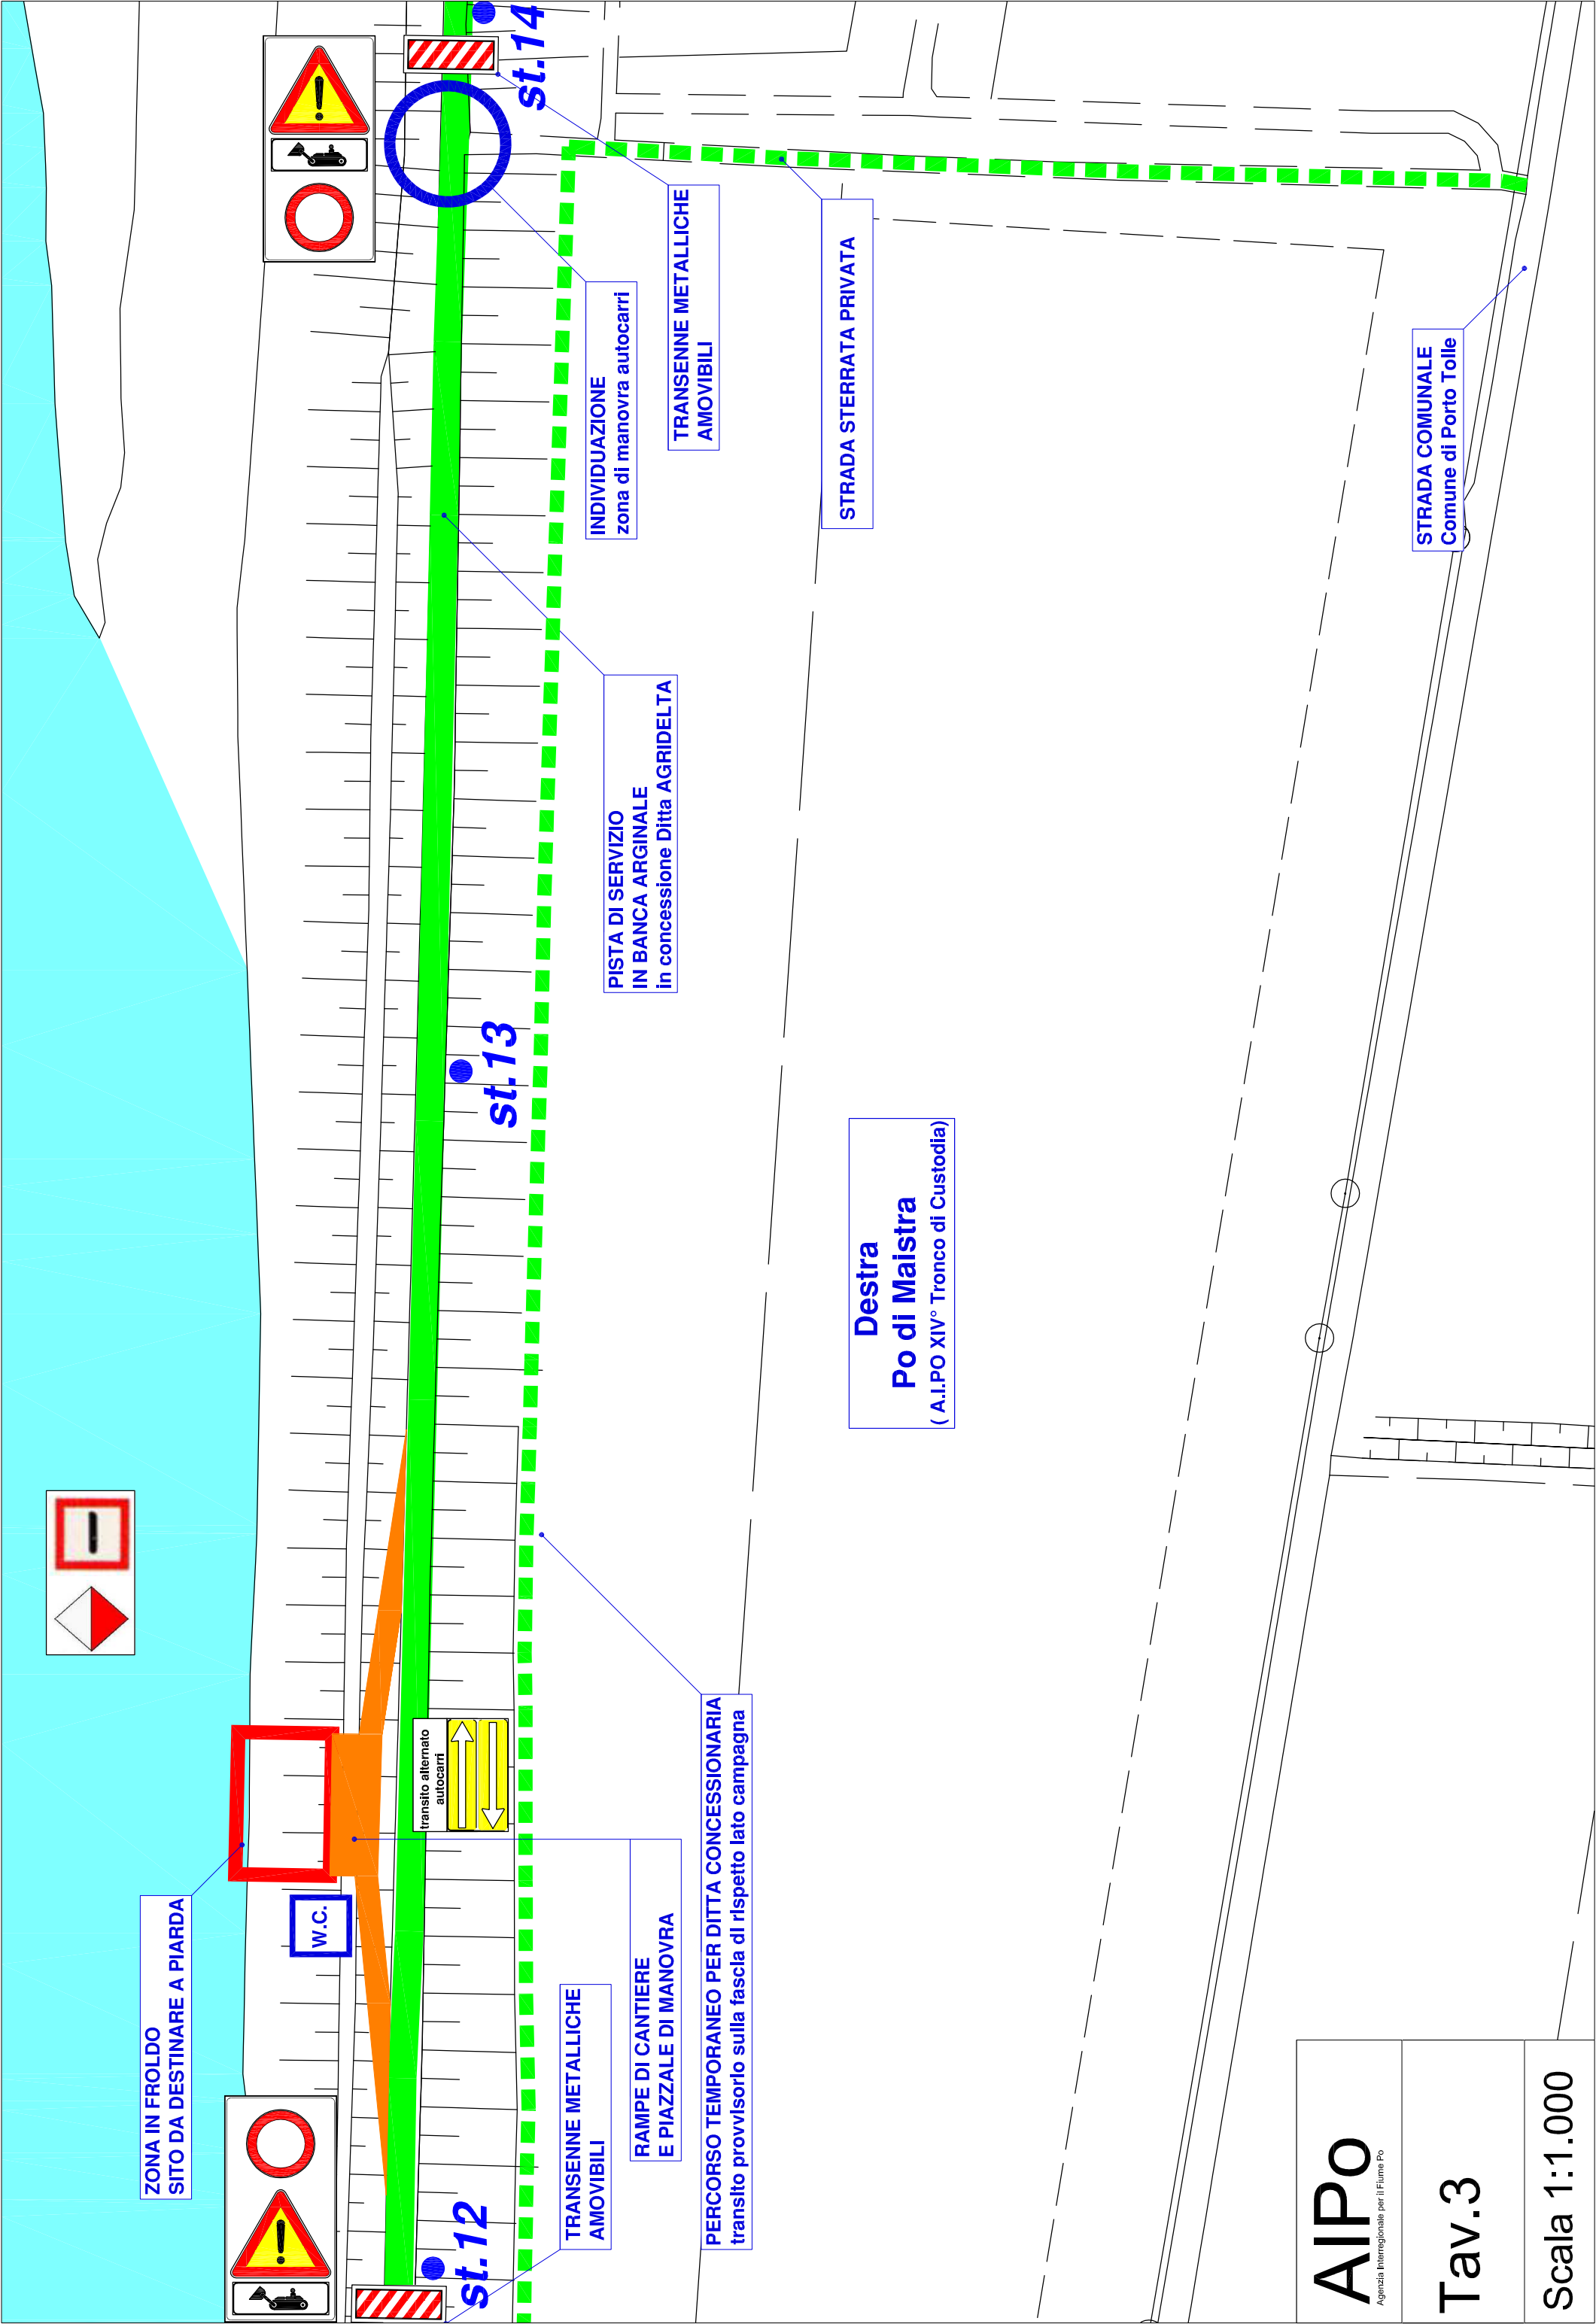 ZONA IN FROLDO
SITO DA DESTINARE A PIARDA
W.C.
transito alternato
autocarri
st.12
st.13
st.14
TRANSENNE METALLICHE
AMOVIBILI
RAMPE DI CANTIERE
E PIAZZALE DI MANOVRA
PERCORSO TEMPORANEO PER DITTA CONCESSIONARIA
transito provvisorio sulla fascia di rispetto lato campagna
PISTA DI SERVIZIO
IN BANCA ARGINALE
in concessione Ditta AGRIDELTA
INDIVIDUAZIONE
zona di manovra autocarri
TRANSENNE METALLICHE
AMOVIBILI
STRADA STERRATA PRIVATA
Destra
Po di Maistra
( A.I.PO XIV° Tronco di Custodia)
STRADA COMUNALE
Comune di Porto Tolle
AIPo
Agenzia Interregionale per il Fiume Po
Tav.3
Scala 1:1.000